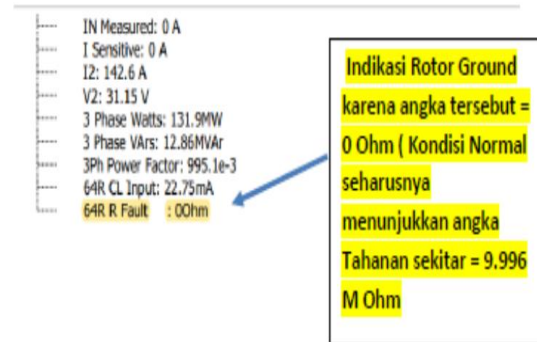 IN Measured: 0 A
I Sensitive: 0 A
I2: 142.6 A
V2: 31.15 V
3 Phase Watts: 131.9MW
3 Phase VArs: 12.86MVAr
3Ph Power Factor: 995.1e-3
64R CL Input: 22.75mA
64R R Fault : 0Ohm
Indikasi Rotor Ground
karena angka tersebut =
0 Ohm ( Kondisi Normal
seharusnya
menunjukkan angka
Tahanan sekitar = 9.996
M Ohm